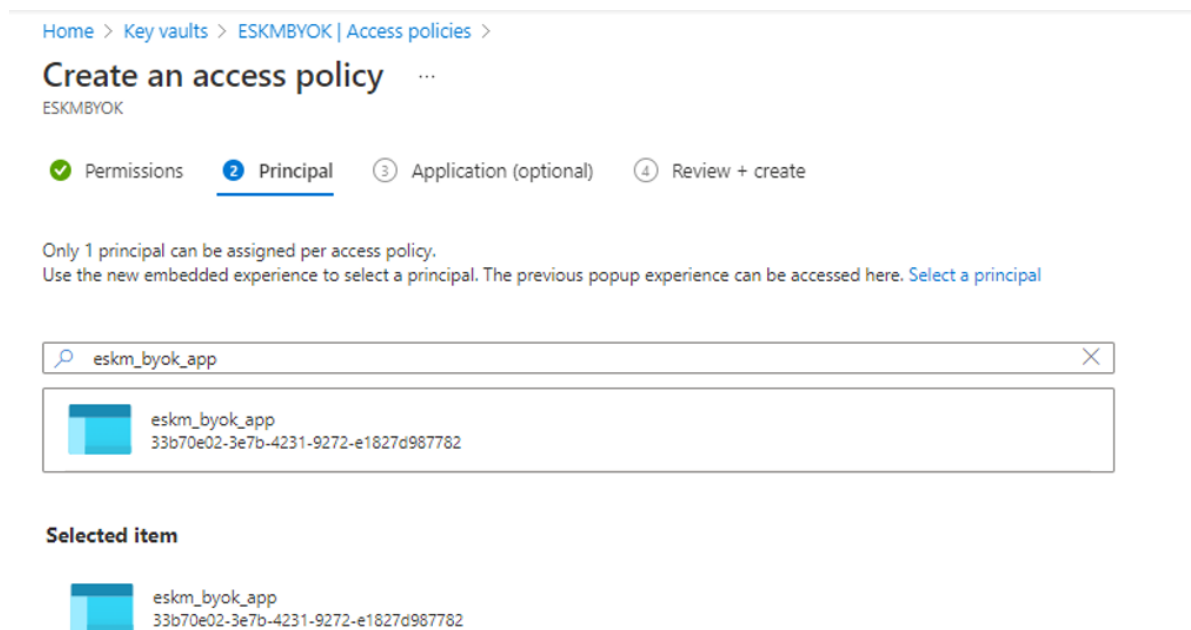 Home > Key vaults > ESKMBYOK | Access policies >
Create an access policy ...
ESKMBYOK
Permissions 2 Principal 3 Application (optional) 4 Review + create
Only 1 principal can be assigned per access policy.
Use the new embedded experience to select a principal. The previous popup experience can be accessed here. Select a principal
eskm_byok_app
eskm_byok_app
33b70e02-3e7b-4231-9272-e1827d987782
Selected item
eskm_byok_app
33b70e02-3e7b-4231-9272-e1827d987782